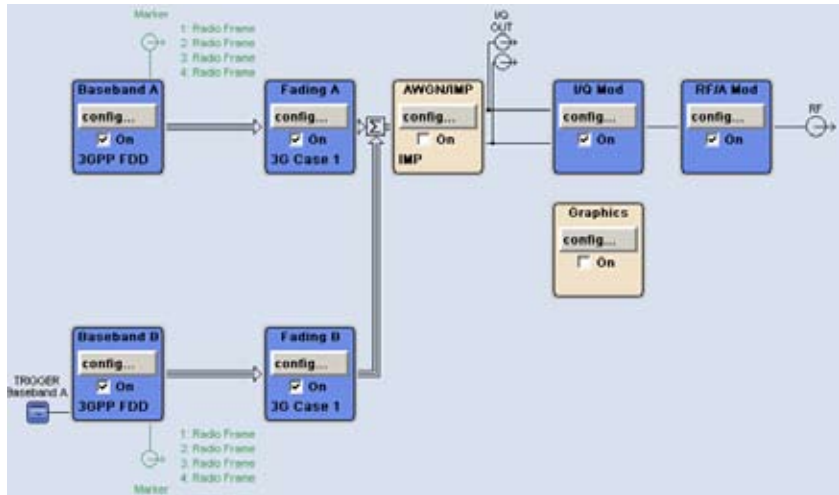 Marker
1: Radio Frame
2: Radio Frame
3: Radio Frame
4: Radio Frame
I/Q
OUT
Baseband A
config...
On
3GPP FDD
Fading A
config...
On
3G Case 1
Σ
AWGN/IMP
config...
On
IMP
I/Q Mod
config...
On
RF/A Mod
config...
On
RF
Graphics
config...
On
TRIGGER
Baseband A
Baseband B
config...
On
3GPP FDD
Fading B
config...
On
3G Case 1
1: Radio Frame
2: Radio Frame
3: Radio Frame
4: Radio Frame
Marker